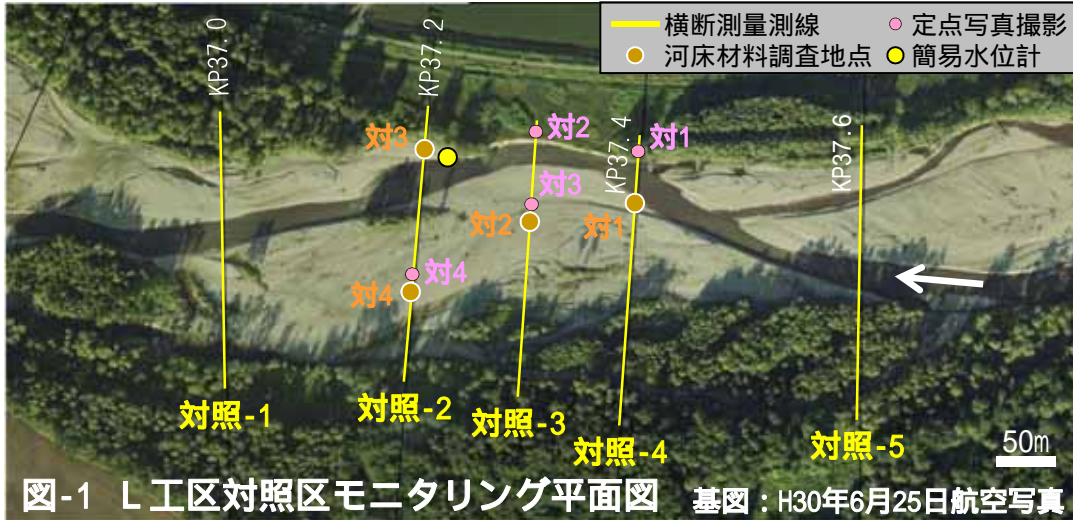 横断測量測線
定点写真撮影
河床材料調査地点
簡易水位計
KP37.0
KP37.2
KP37.4
KP37.6
対3
対2
対1
対3
対2
対1
対4
対4
対照-1
対照-2
対照-3
対照-4
対照-5
50m
図-1 L工区対照区モニタリング平面図
基図：H30年6月25日航空写真